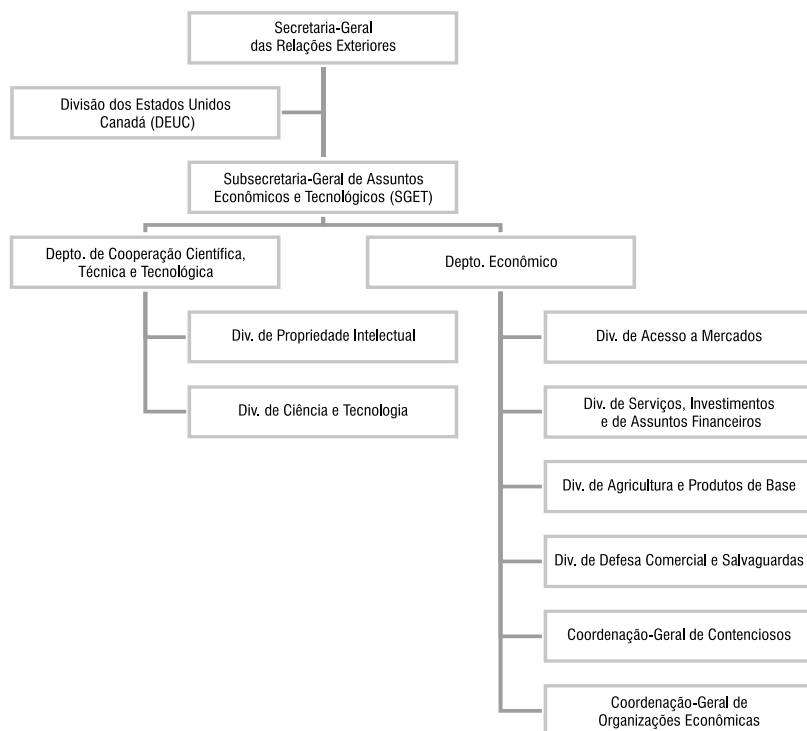 Secretaria-Geral
das Relações Exteriores
Divisão dos Estados Unidos
Canadá (DEUC)
Subsecretaria-Geral de Assuntos
Econômicos e Tecnológicos (SGET)
Depto. de Cooperação Científica,
Técnica e Tecnológica
Depto. Econômico
Div. de Propriedade Intelectual
Div. de Ciência e Tecnologia
Div. de Acesso a Mercados
Div. de Serviços, Investimentos
e de Assuntos Financeiros
Div. de Agricultura e Produtos de Base
Div. de Defesa Comercial e Salvaguardas
Coordenação-Geral de Contenciosos
Coordenação-Geral de
Organizações Econômicas